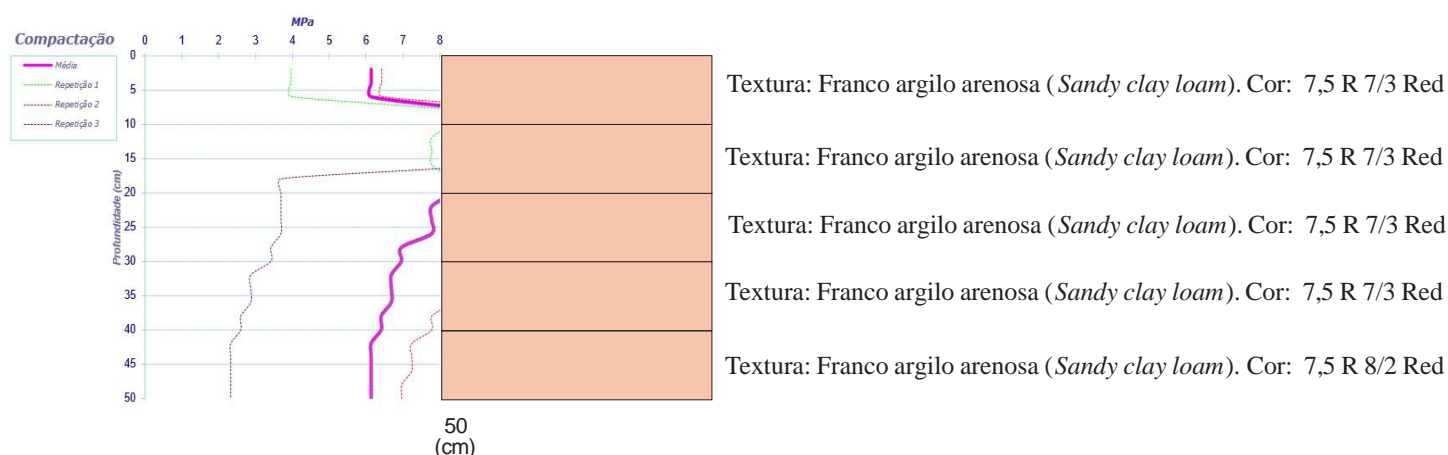 MPa
Compactação
0 1 2 3 4 5 6 7 8
Média
Repetição 1
Repetição 2
Repetição 3
Profundidade (cm)
0
5
10
15
20
25
30
35
40
45
50
Textura: Franco argilo arenosa (Sandy clay loam). Cor: 7,5 R 7/3 Red
Textura: Franco argilo arenosa (Sandy clay loam). Cor: 7,5 R 7/3 Red
Textura: Franco argilo arenosa (Sandy clay loam). Cor: 7,5 R 7/3 Red
Textura: Franco argilo arenosa (Sandy clay loam). Cor: 7,5 R 7/3 Red
Textura: Franco argilo arenosa (Sandy clay loam). Cor: 7,5 R 8/2 Red
50
(cm)